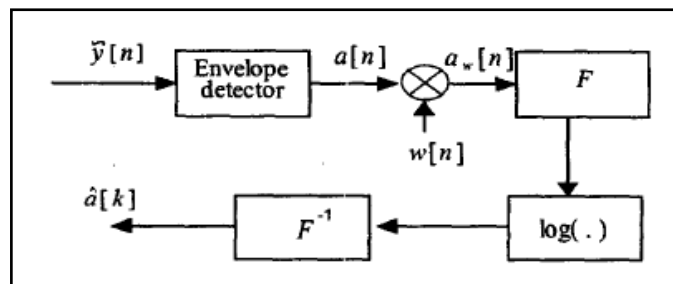 ÿ[n]
Envelope
detector
a[n]
a_w[n]
F
w[n]
log( . )
F⁻¹
â[k]